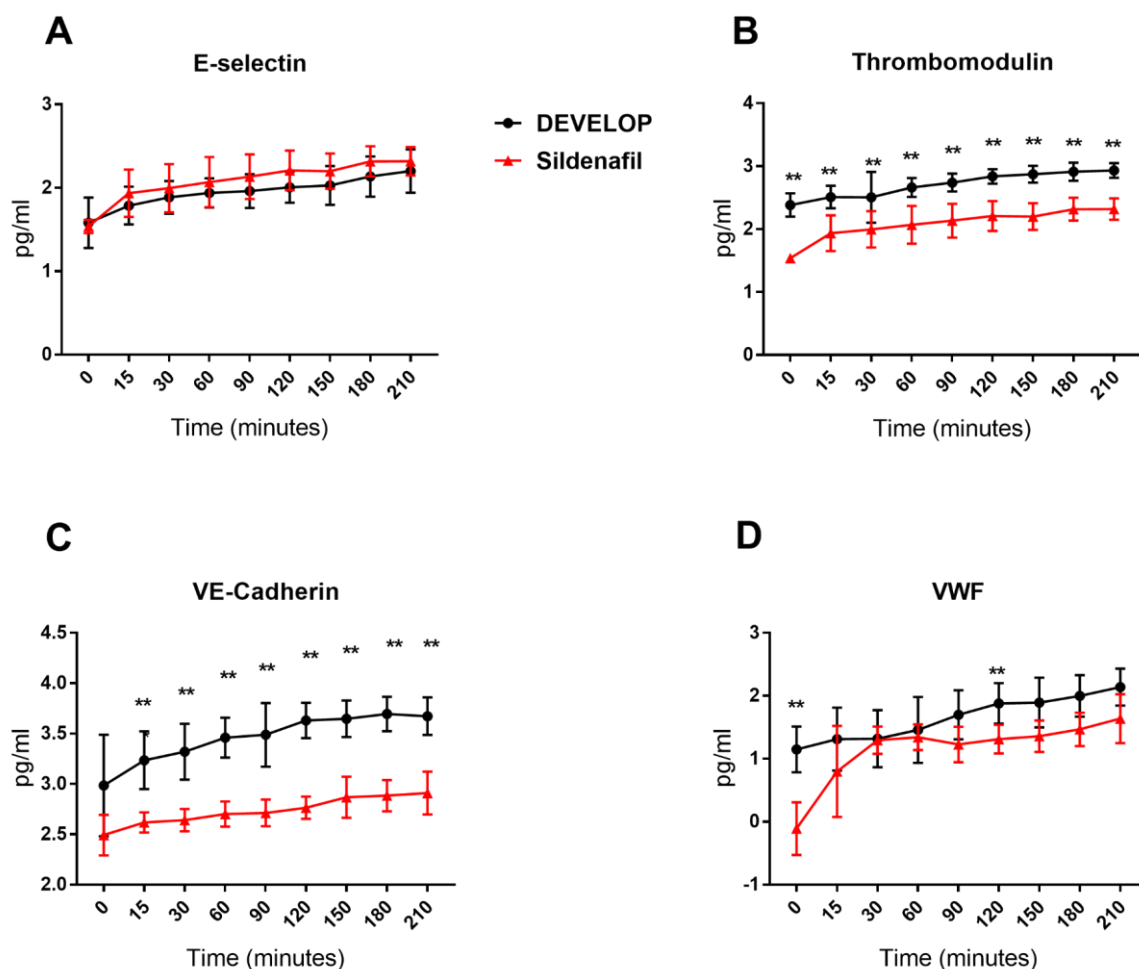 A
E-selectin
3
2
1
0
pg/ml
0 15 30 60 90 120 150 180 210
Time (minutes)
DEVELOP
Sildenafil
B
Thrombomodulin
4
3
2
1
0
pg/ml
** ** ** ** ** ** ** ** **
0 15 30 60 90 120 150 180 210
Time (minutes)
C
VE-Cadherin
4.5
4.0
3.5
3.0
2.5
2.0
pg/ml
** ** ** ** ** ** ** **
0 15 30 60 90 120 150 180 210
Time (minutes)
D
VWF
3
2
1
0
-1
pg/ml
** **
0 15 30 60 90 120 150 180 210
Time (minutes)